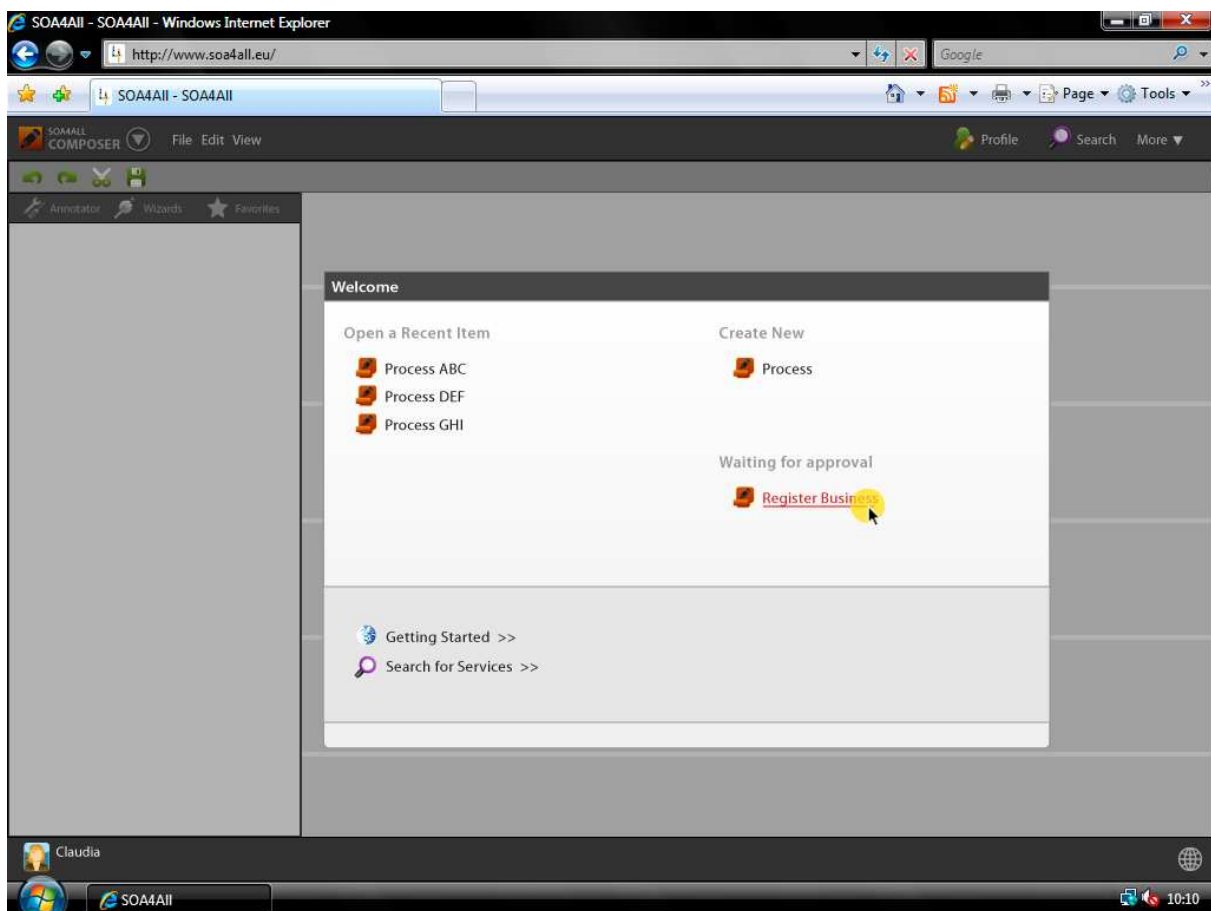 SOA4All - SOA4All - Windows Internet Explorer
http://www.soa4all.eu/
Google
SOA4All - SOA4All
Page
Tools
SOA4ALL
COMPOSER
File Edit View
Profile
Search
More
Annotator
Wizards
Favorites
Welcome
Open a Recent Item
Process ABC
Process DEF
Process GHI
Create New
Process
Waiting for approval
Register Business
Getting Started >>
Search for Services >>
Claudia
SOA4All
10:10